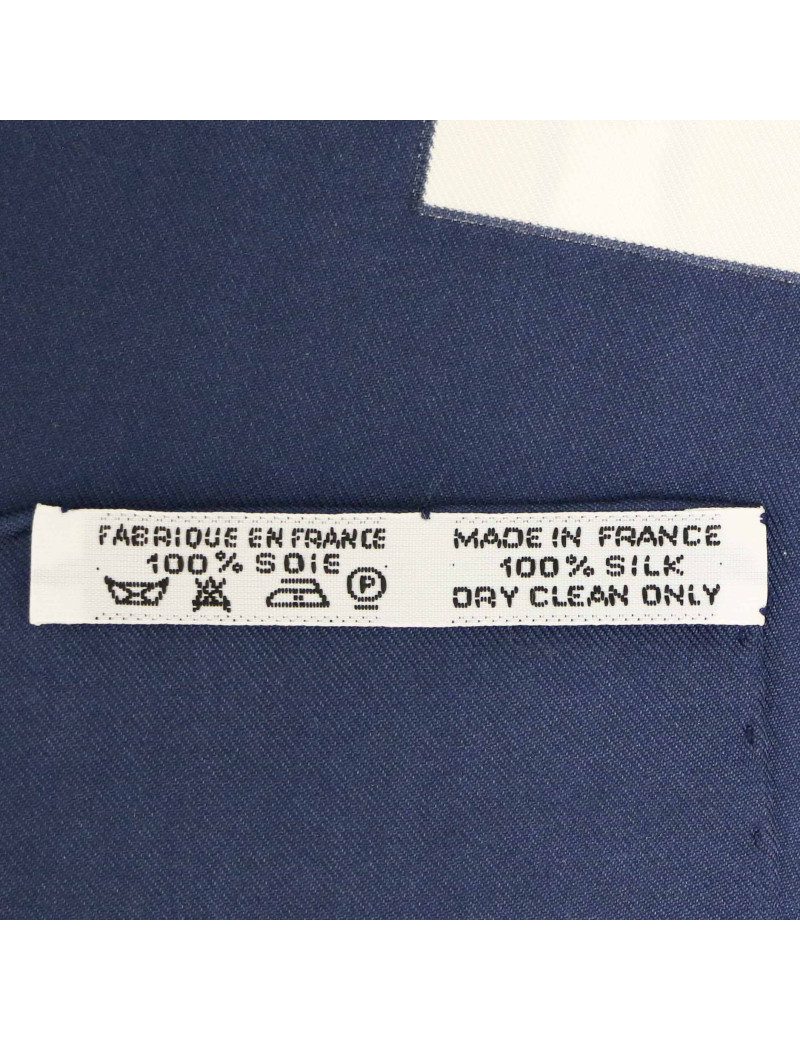 FABRIQUE EN FRANCE
100% SOIE
P
MADE IN FRANCE
100% SILK
DRY CLEAN ONLY